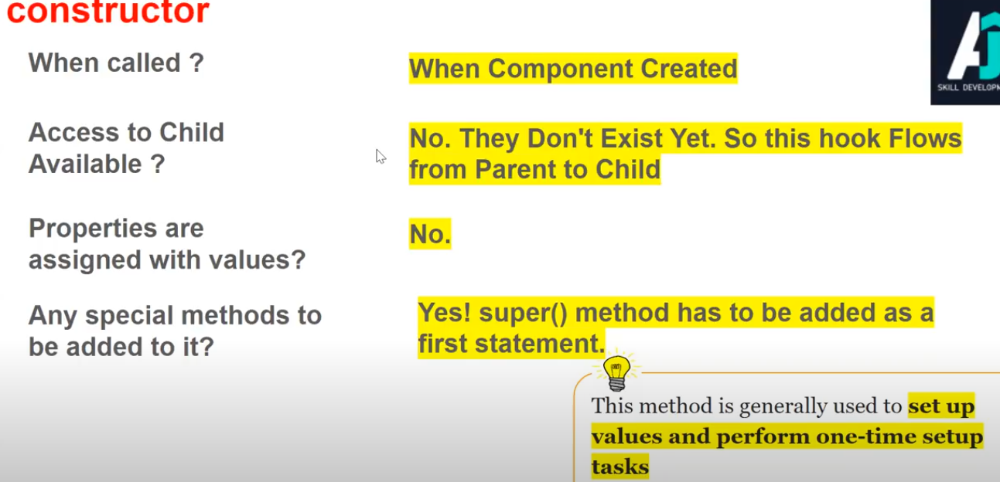 constructor
When called ?
When Component Created
Access to Child
Available ?
No. They Don't Exist Yet. So this hook Flows
from Parent to Child
Properties are
assigned with values?
No.
Any special methods to
be added to it?
Yes! super() method has to be added as a
first statement.
This method is generally used to set up
values and perform one-time setup
tasks
AJ
SKILL DEVELOPM